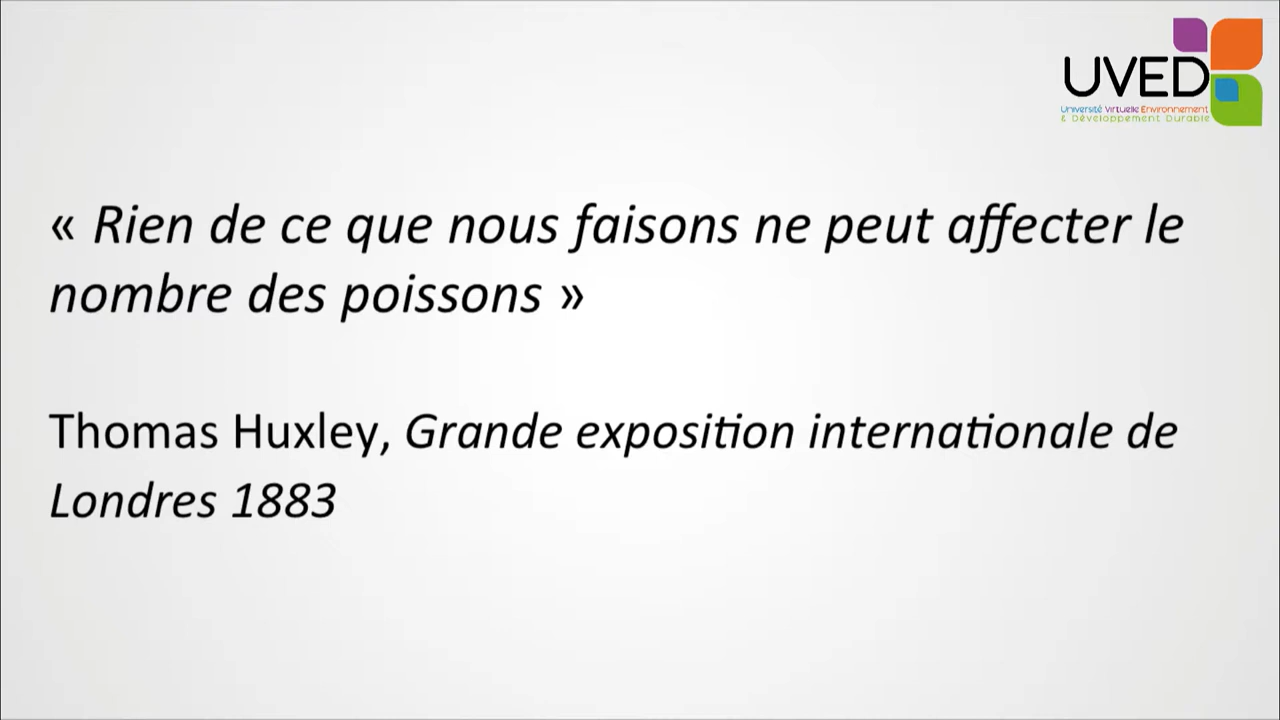 UVED
Université Virtuelle Environnement
& Développement Durable
« Rien de ce que nous faisons ne peut affecter le
nombre des poissons »
Thomas Huxley, Grande exposition internationale de
Londres 1883